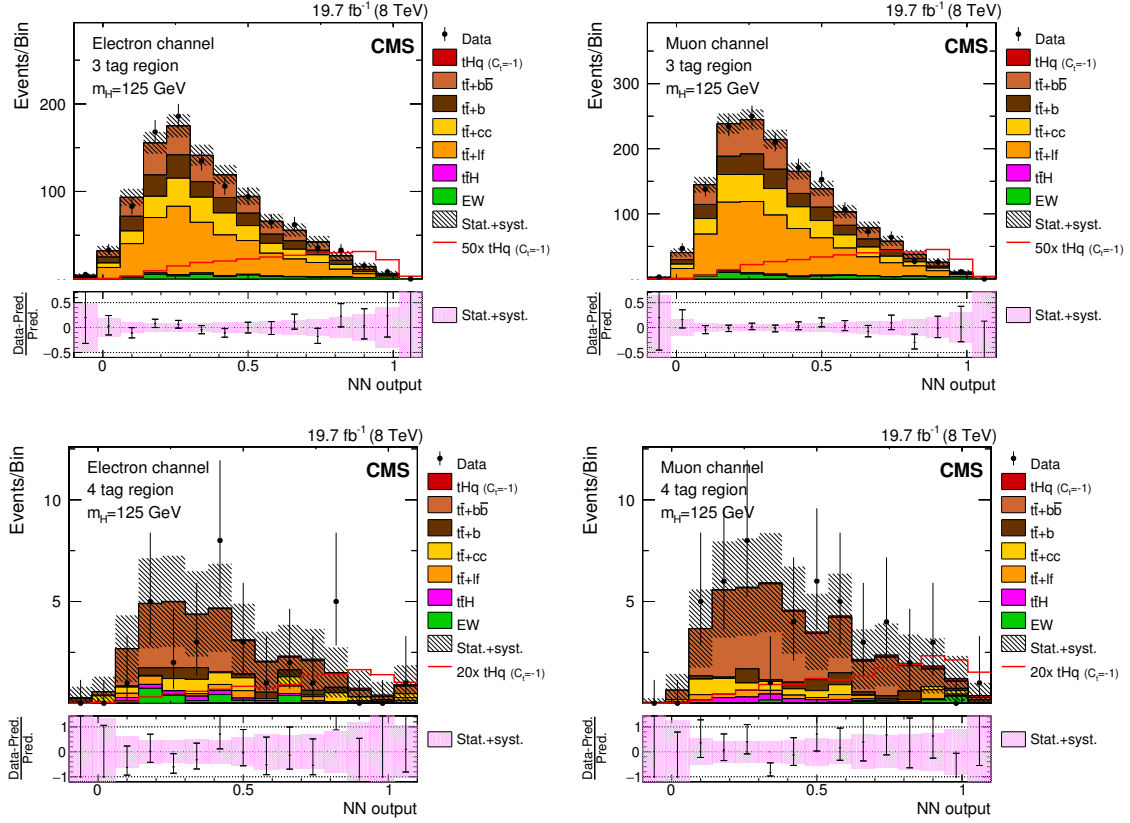 19.7 fb⁻¹ (8 TeV)
Events/Bin
Electron channel
3 tag region
m_H=125 GeV
CMS
200
100
Data
tHq (C_t=-1)
tt̄+bb̄
tt̄+b
tt̄+cc
tt̄+lf
tt̄H
EW
Stat.+syst.
50x tHq (C_t=-1)
Data-Pred.
Pred.
0.5
0
−0.5
Stat.+syst.
0
0.5
1
NN output
19.7 fb⁻¹ (8 TeV)
Events/Bin
Muon channel
3 tag region
m_H=125 GeV
CMS
300
200
100
Data
tHq (C_t=-1)
tt̄+bb̄
tt̄+b
tt̄+cc
tt̄+lf
tt̄H
EW
Stat.+syst.
50x tHq (C_t=-1)
Data-Pred.
Pred.
0.5
0
−0.5
Stat.+syst.
0
0.5
1
NN output
19.7 fb⁻¹ (8 TeV)
Events/Bin
Electron channel
4 tag region
m_H=125 GeV
CMS
10
5
Data
tHq (C_t=-1)
tt̄+bb̄
tt̄+b
tt̄+cc
tt̄+lf
tt̄H
EW
Stat.+syst.
20x tHq (C_t=-1)
Data-Pred.
Pred.
1
0
−1
Stat.+syst.
0
0.5
1
NN output
19.7 fb⁻¹ (8 TeV)
Events/Bin
Muon channel
4 tag region
m_H=125 GeV
CMS
10
5
Data
tHq (C_t=-1)
tt̄+bb̄
tt̄+b
tt̄+cc
tt̄+lf
tt̄H
EW
Stat.+syst.
20x tHq (C_t=-1)
Data-Pred.
Pred.
1
0
−1
Stat.+syst.
0
0.5
1
NN output